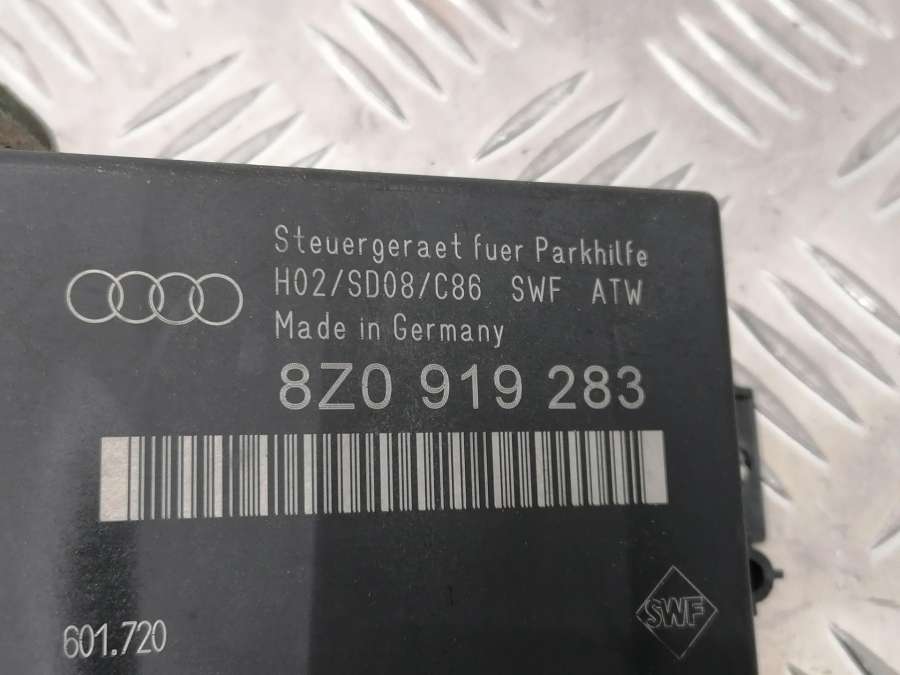 Steuergeraet fuer Parkhilfe
H02/SD08/C86 SWF ATW
Made in Germany
8Z0 919 283
601.720
SWF